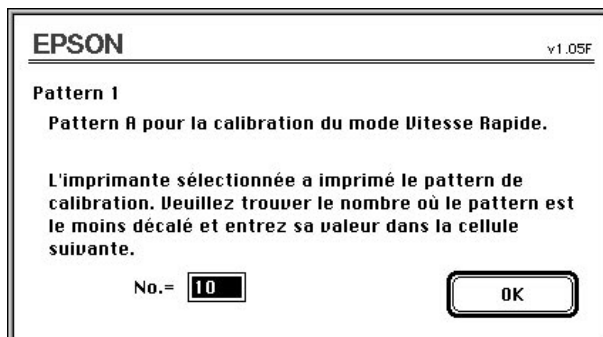 EPSON v1.05F
Pattern 1
Pattern A pour la calibration du mode Vitesse Rapide.
L'imprimante sélectionnée a imprimé le pattern de
calibration. Veuillez trouver le nombre où le pattern est
le moins décalé et entrez sa valeur dans la cellule
suivante.
No.= 10 OK